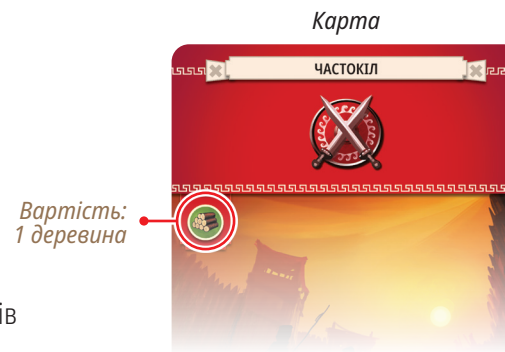 Карта
ЧАСТОКІЛ
Вартість:
1 деревина
ів